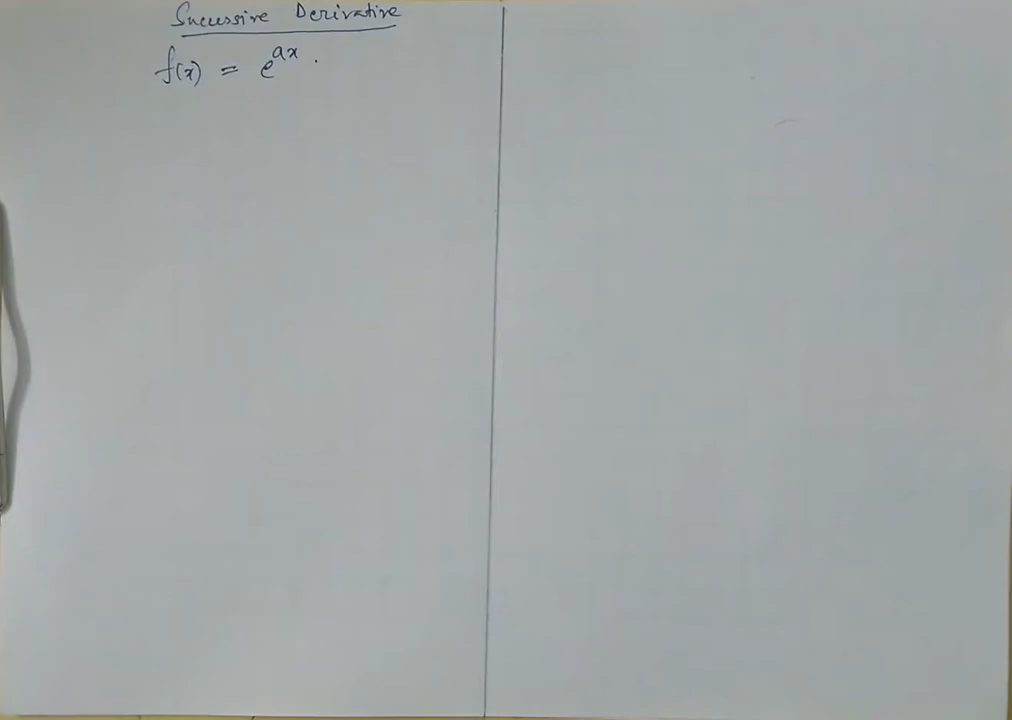 Successive Derivative
f(x) = e^{ax}.